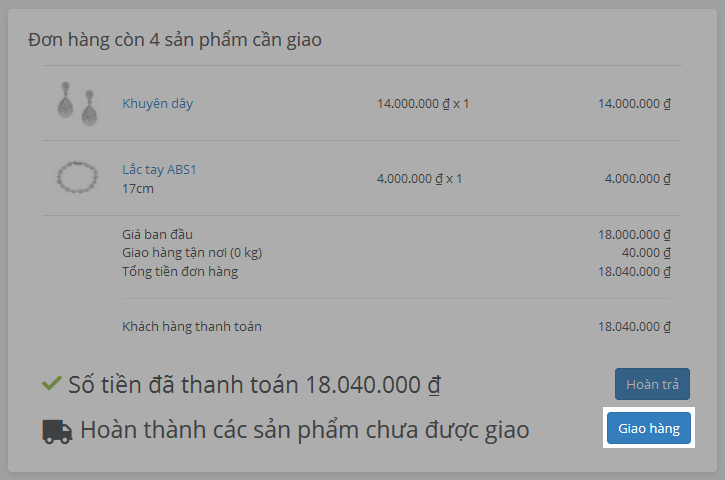 Đơn hàng còn 4 sản phẩm cần giao
Khuyên dây 14.000.000 ₫ x 1 14.000.000 ₫
Lắc tay ABS1
17cm 4.000.000 ₫ x 1 4.000.000 ₫
Giá ban đầu 18.000.000 ₫
Giao hàng tận nơi (0 kg) 40.000 ₫
Tổng tiền đơn hàng 18.040.000 ₫
Khách hàng thanh toán 18.040.000 ₫
Số tiền đã thanh toán 18.040.000 ₫ Hoàn trả
Hoàn thành các sản phẩm chưa được giao Giao hàng